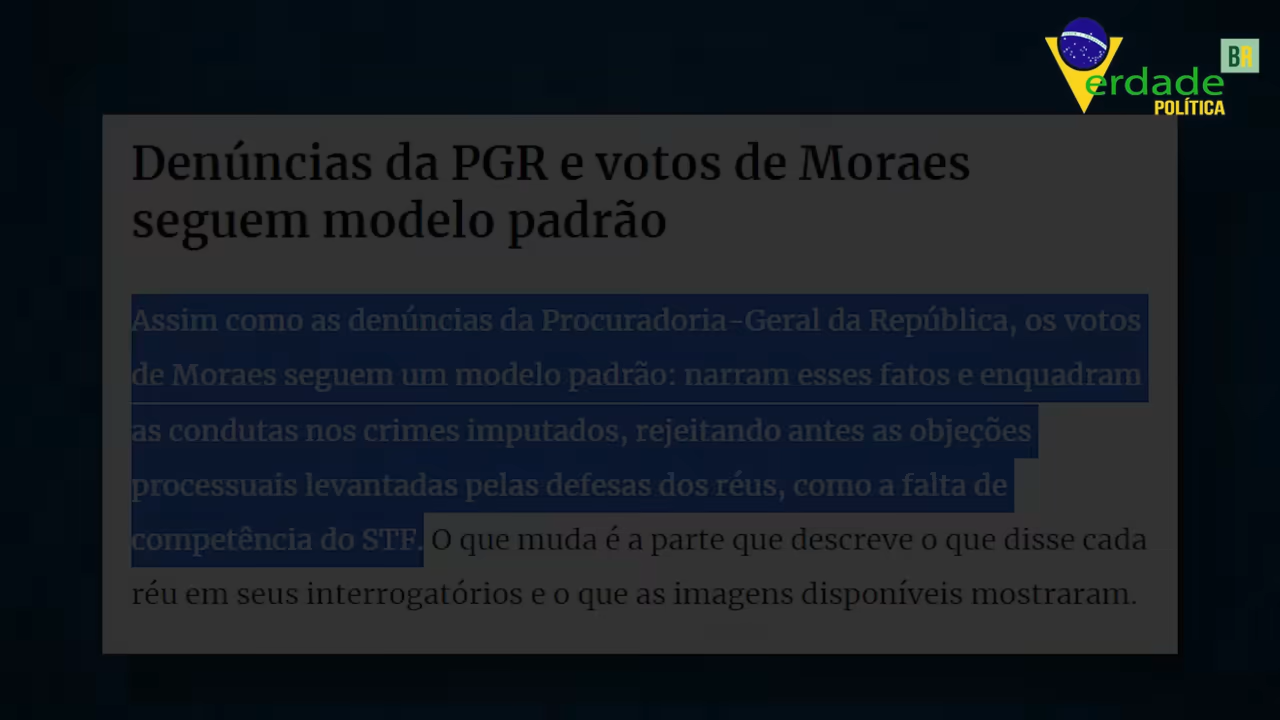 BR
Verdade
POLÍTICA
Denúncias da PGR e votos de Moraes
seguem modelo padrão
Assim como as denúncias da Procuradoria-Geral da República, os votos
de Moraes seguem um modelo padrão: narram esses fatos e enquadram
as condutas nos crimes imputados, rejeitando antes as objeções
processuais levantadas pelas defesas dos réus, como a falta de
competência do STF. O que muda é a parte que descreve o que disse cada
réu em seus interrogatórios e o que as imagens disponíveis mostraram.